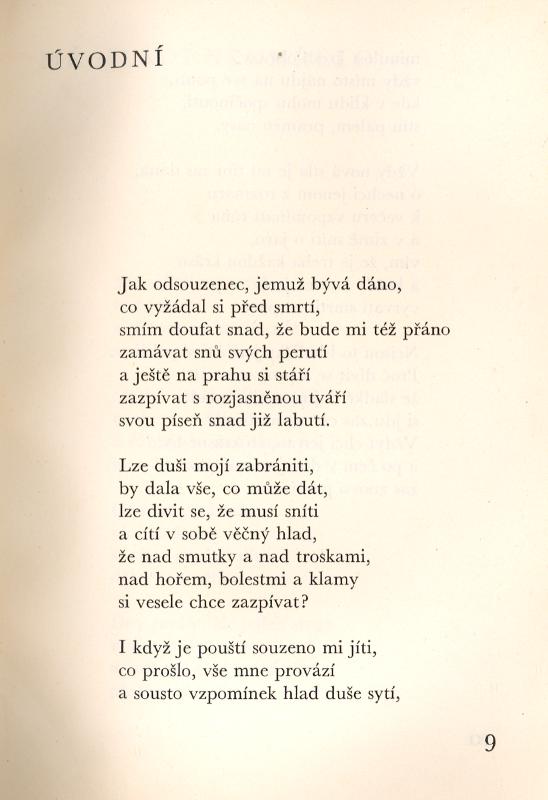 ÚVODNÍ
Jak odsouzenec, jemuž bývá dáno,
co vyžádal si před smrtí,
smím doufat snad, že bude mi též přáno
zamávat snů svých perutí
a ještě na prahu si stáří
zazpívat s rozjasněnou tváří
svou píseň snad již labutí.
Lze duši mojí zabrániti,
by dala vše, co může dát,
lze divit se, že musí sníti
a cítí v sobě věčný hlad,
že nad smutky a nad troskami,
nad hořem, bolestmi a klamy
si vesele chce zazpívat?
I když je pouští souzeno mi jíti,
co prošlo, vše mne provází
a sousto vzpomínek hlad duše sytí,
9